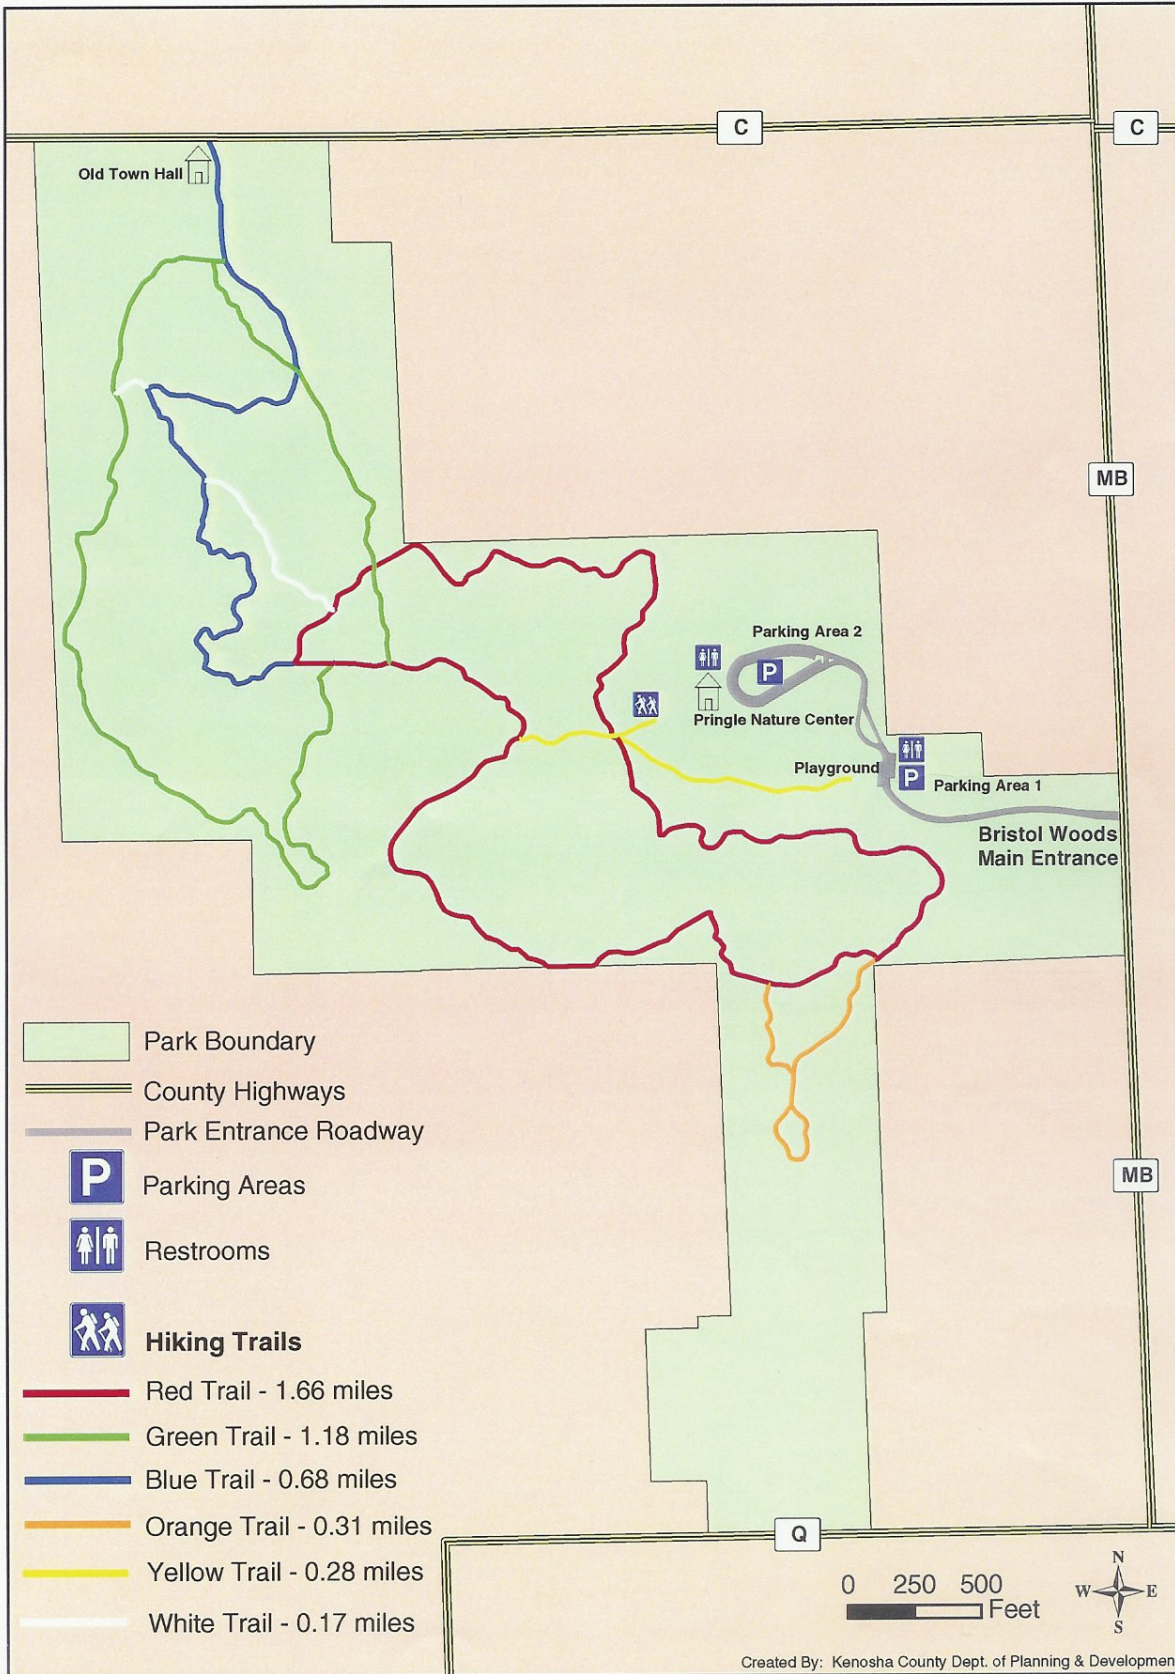 C
C
Old Town Hall
MB
Parking Area 2
P
Pringle Nature Center
Playground
P
Parking Area 1
Bristol Woods
Main Entrance
Park Boundary
County Highways
Park Entrance Roadway
P
Parking Areas
Restrooms
MB
Hiking Trails
Red Trail - 1.66 miles
Green Trail - 1.18 miles
Blue Trail - 0.68 miles
Orange Trail - 0.31 miles
Yellow Trail - 0.28 miles
White Trail - 0.17 miles
Q
0 250 500
Feet
N
W E
S
Created By: Kenosha County Dept. of Planning & Developmen